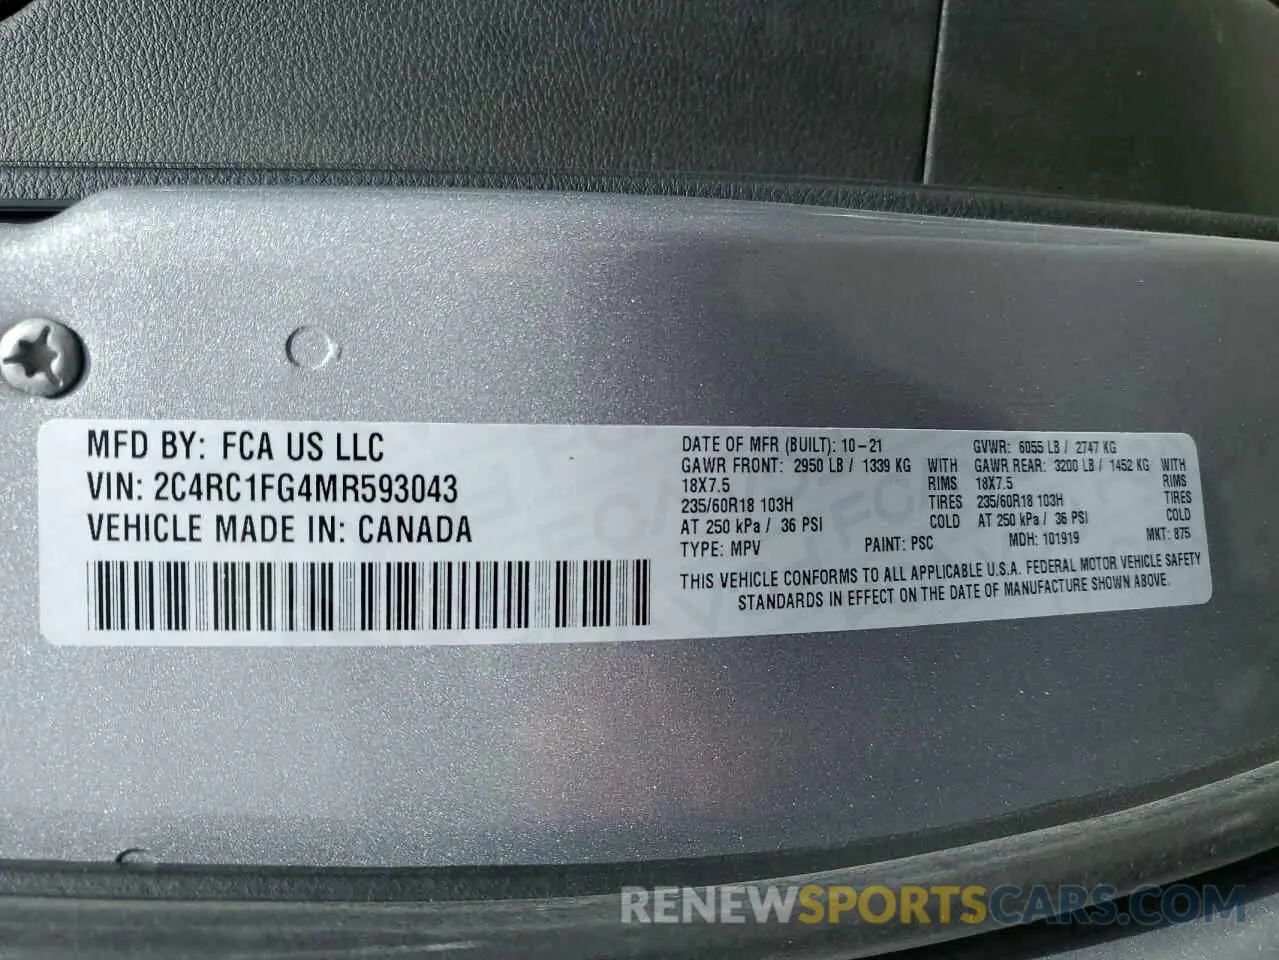 MFD BY: FCA US LLC
VIN: 2C4RC1FG4MR593043
VEHICLE MADE IN: CANADA
DATE OF MFR (BUILT): 10-21 GVWR: 6055 LB / 2747 KG
GAWR FRONT: 2950 LB / 1339 KG WITH GAWR REAR: 3200 LB / 1452 KG WITH
18X7.5 RIMS 18X7.5 RIMS
235/60R18 103H TIRES 235/60R18 103H TIRES
AT 250 kPa / 36 PSI COLD AT 250 kPa / 36 PSI COLD
TYPE: MPV PAINT: PSC MDH: 101919 MKT: 875
THIS VEHICLE CONFORMS TO ALL APPLICABLE U.S.A. FEDERAL MOTOR VEHICLE SAFETY
STANDARDS IN EFFECT ON THE DATE OF MANUFACTURE SHOWN ABOVE.
RENEWSPORTSCARS.COM